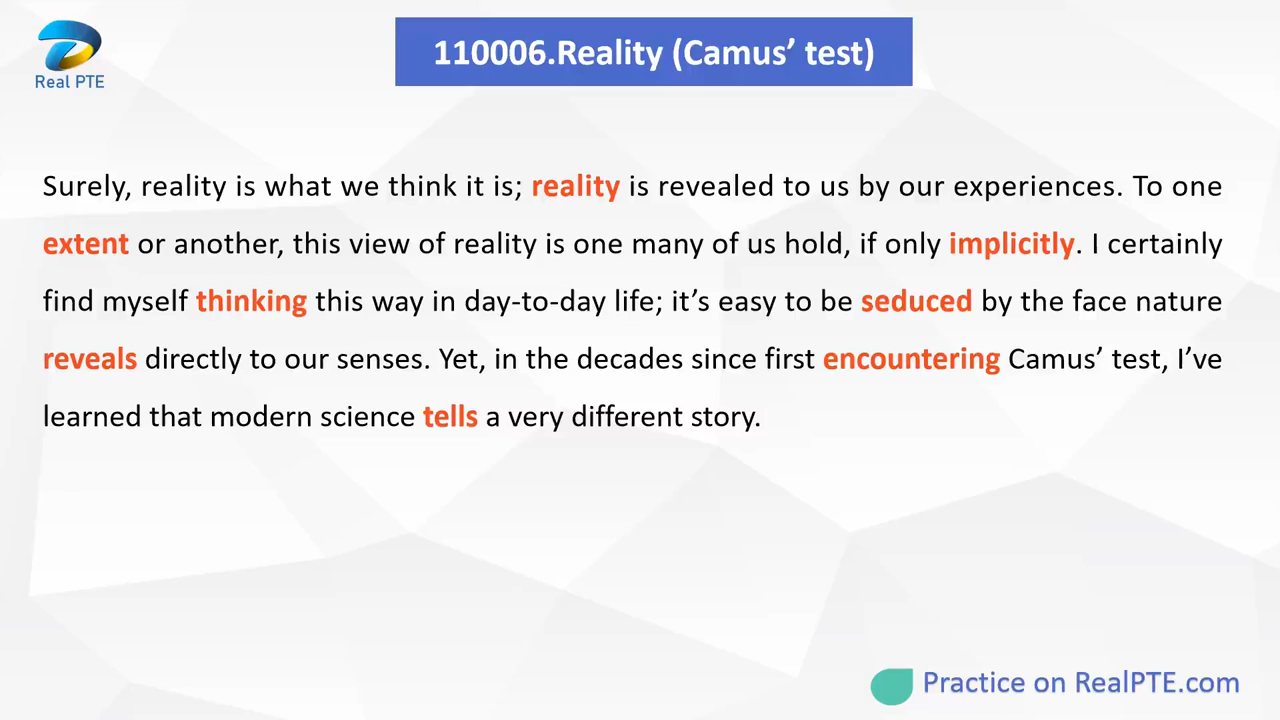 110006.Reality (Camus’ test)
Real PTE
Surely, reality is what we think it is; reality is revealed to us by our experiences. To one
extent or another, this view of reality is one many of us hold, if only implicitly. I certainly
find myself thinking this way in day-to-day life; it’s easy to be seduced by the face nature
reveals directly to our senses. Yet, in the decades since first encountering Camus’ test, I’ve
learned that modern science tells a very different story.
Practice on RealPTE.com